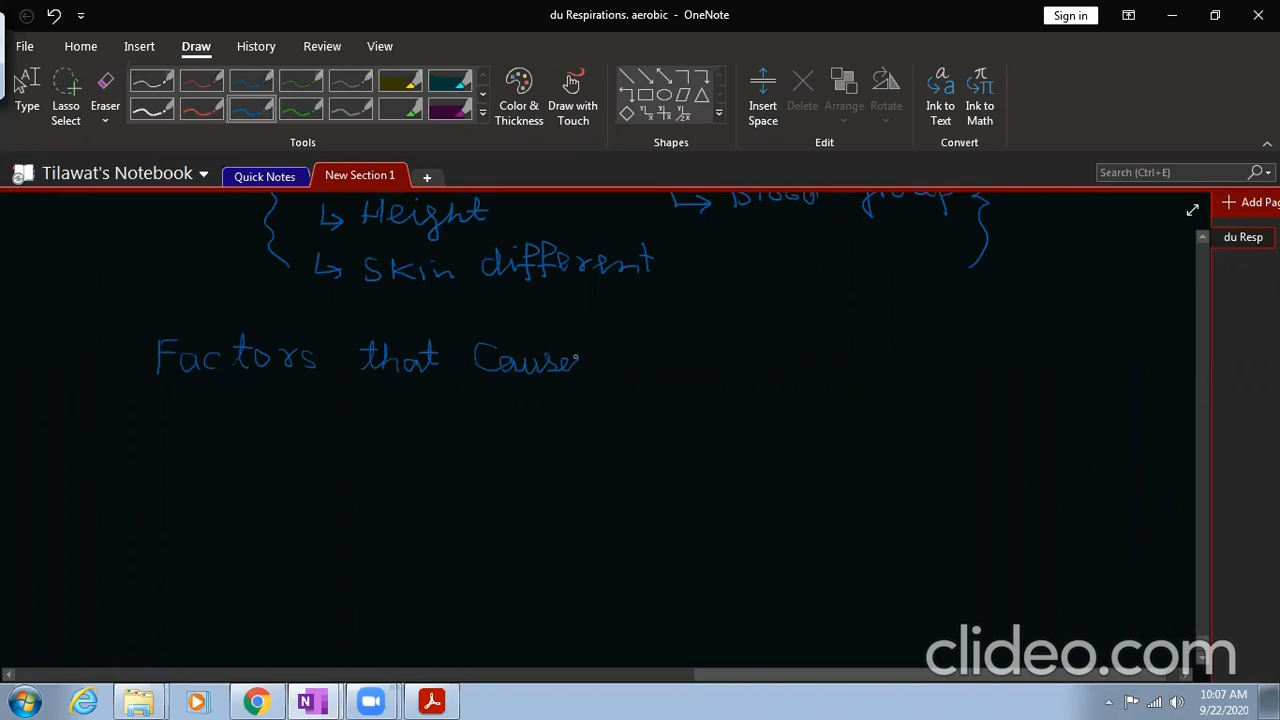 du Respirations. aerobic - OneNote
Sign in
File Home Insert Draw History Review View
Type
Lasso Select
Eraser
Color & Thickness
Draw with Touch
Insert Space
Delete
Arrange
Rotate
Ink to Text
Ink to Math
Tools
Shapes
Edit
Convert
Tilawat's Notebook
Quick Notes
New Section 1
Search (Ctrl+E)
Add Pag
du Resp
Height
Blood group
Skin different
Factors that Cause
clideo.com
10:07 AM
9/22/2020